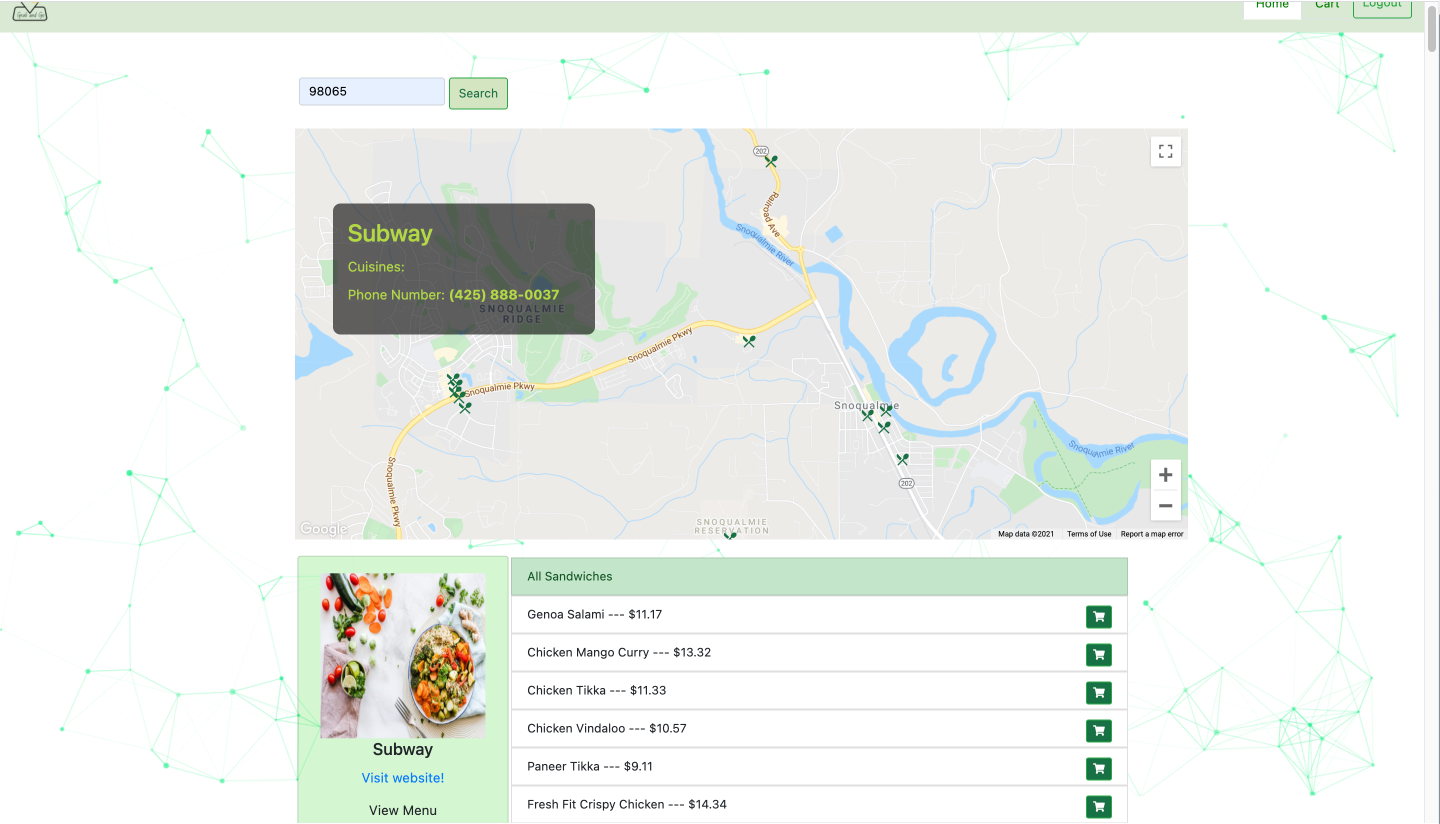 Grab and Go
Home
Cart
Logout
98065
Search
202
Railroad Ave
Snoqualmie River
Subway
Cuisines:
Phone Number: (425) 888-0037
SNOQUALMIE
RIDGE
Snoqualmie Pkwy
Snoqualmie Pkwy
Snoqualmie
Snoqualmie River
Snoqualmie Pkwy
202
SNOQUALMIE
RESERVATION
Google
Map data ©2021
Terms of Use
Report a map error
Subway
Visit website!
View Menu
All Sandwiches
Genoa Salami --- $11.17
Chicken Mango Curry --- $13.32
Chicken Tikka --- $11.33
Chicken Vindaloo --- $10.57
Paneer Tikka --- $9.11
Fresh Fit Crispy Chicken --- $14.34